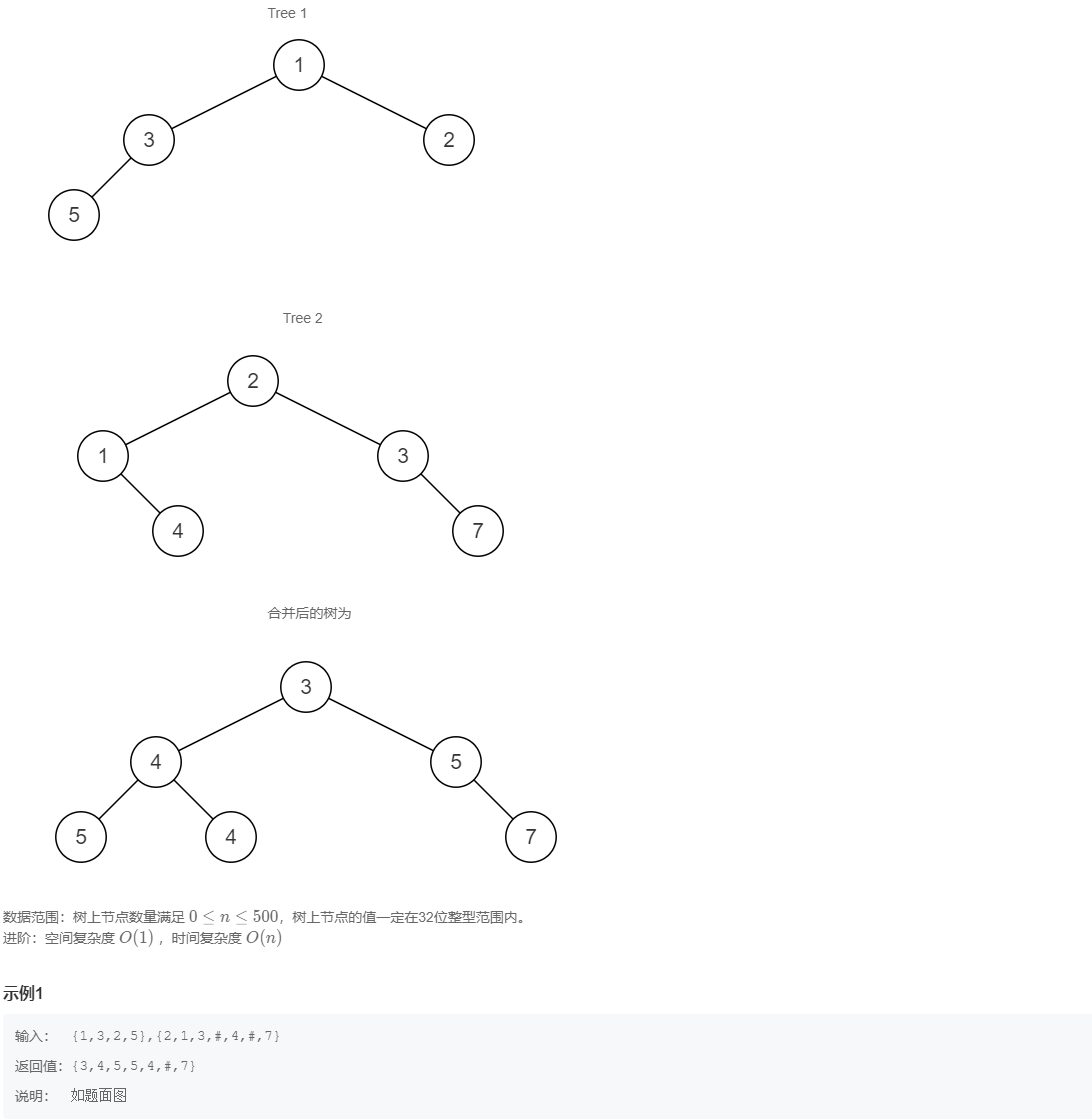 Tree 1
1
3 2
5
Tree 2
2
1 3
4 7
合并后的树为
3
4 5
5 4 7
数据范围：树上节点数量满足 0 ≤ n ≤ 500，树上节点的值一定在32位整型范围内。
进阶：空间复杂度 O(1) ，时间复杂度 O(n)
示例1
输入： {1,3,2,5},{2,1,3,#,4,#,7}
返回值：{3,4,5,5,4,#,7}
说明： 如题面图